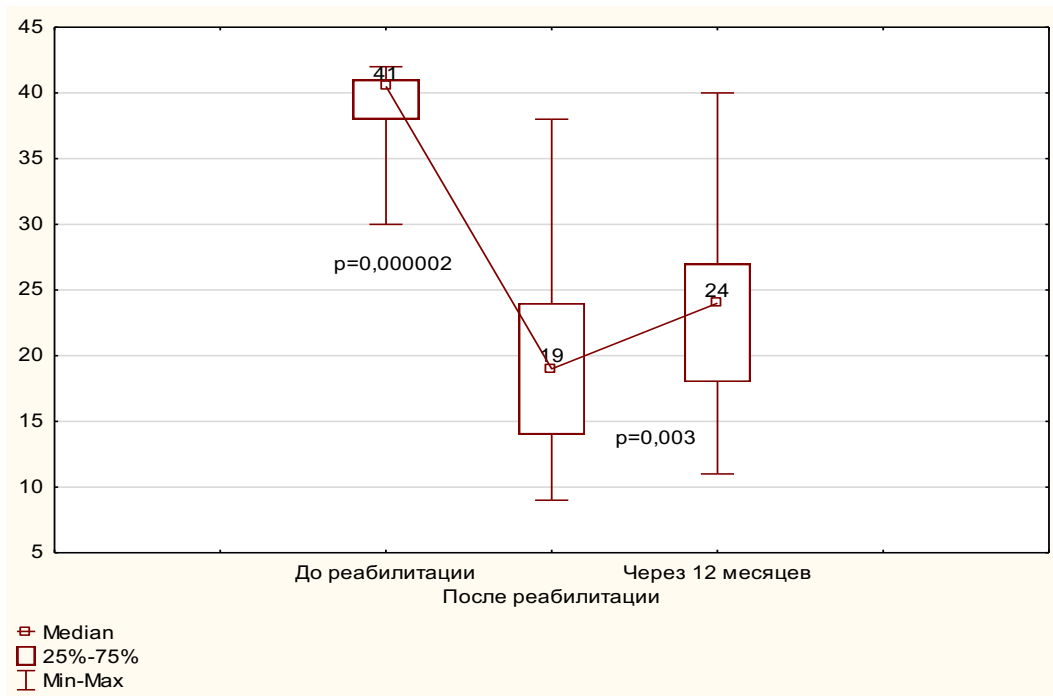 45
40
35
30
25
20
15
10
5
41
p=0,000002
19
24
p=0,003
До реабилитации
Через 12 месяцев
После реабилитации
Median
25%-75%
Min-Max